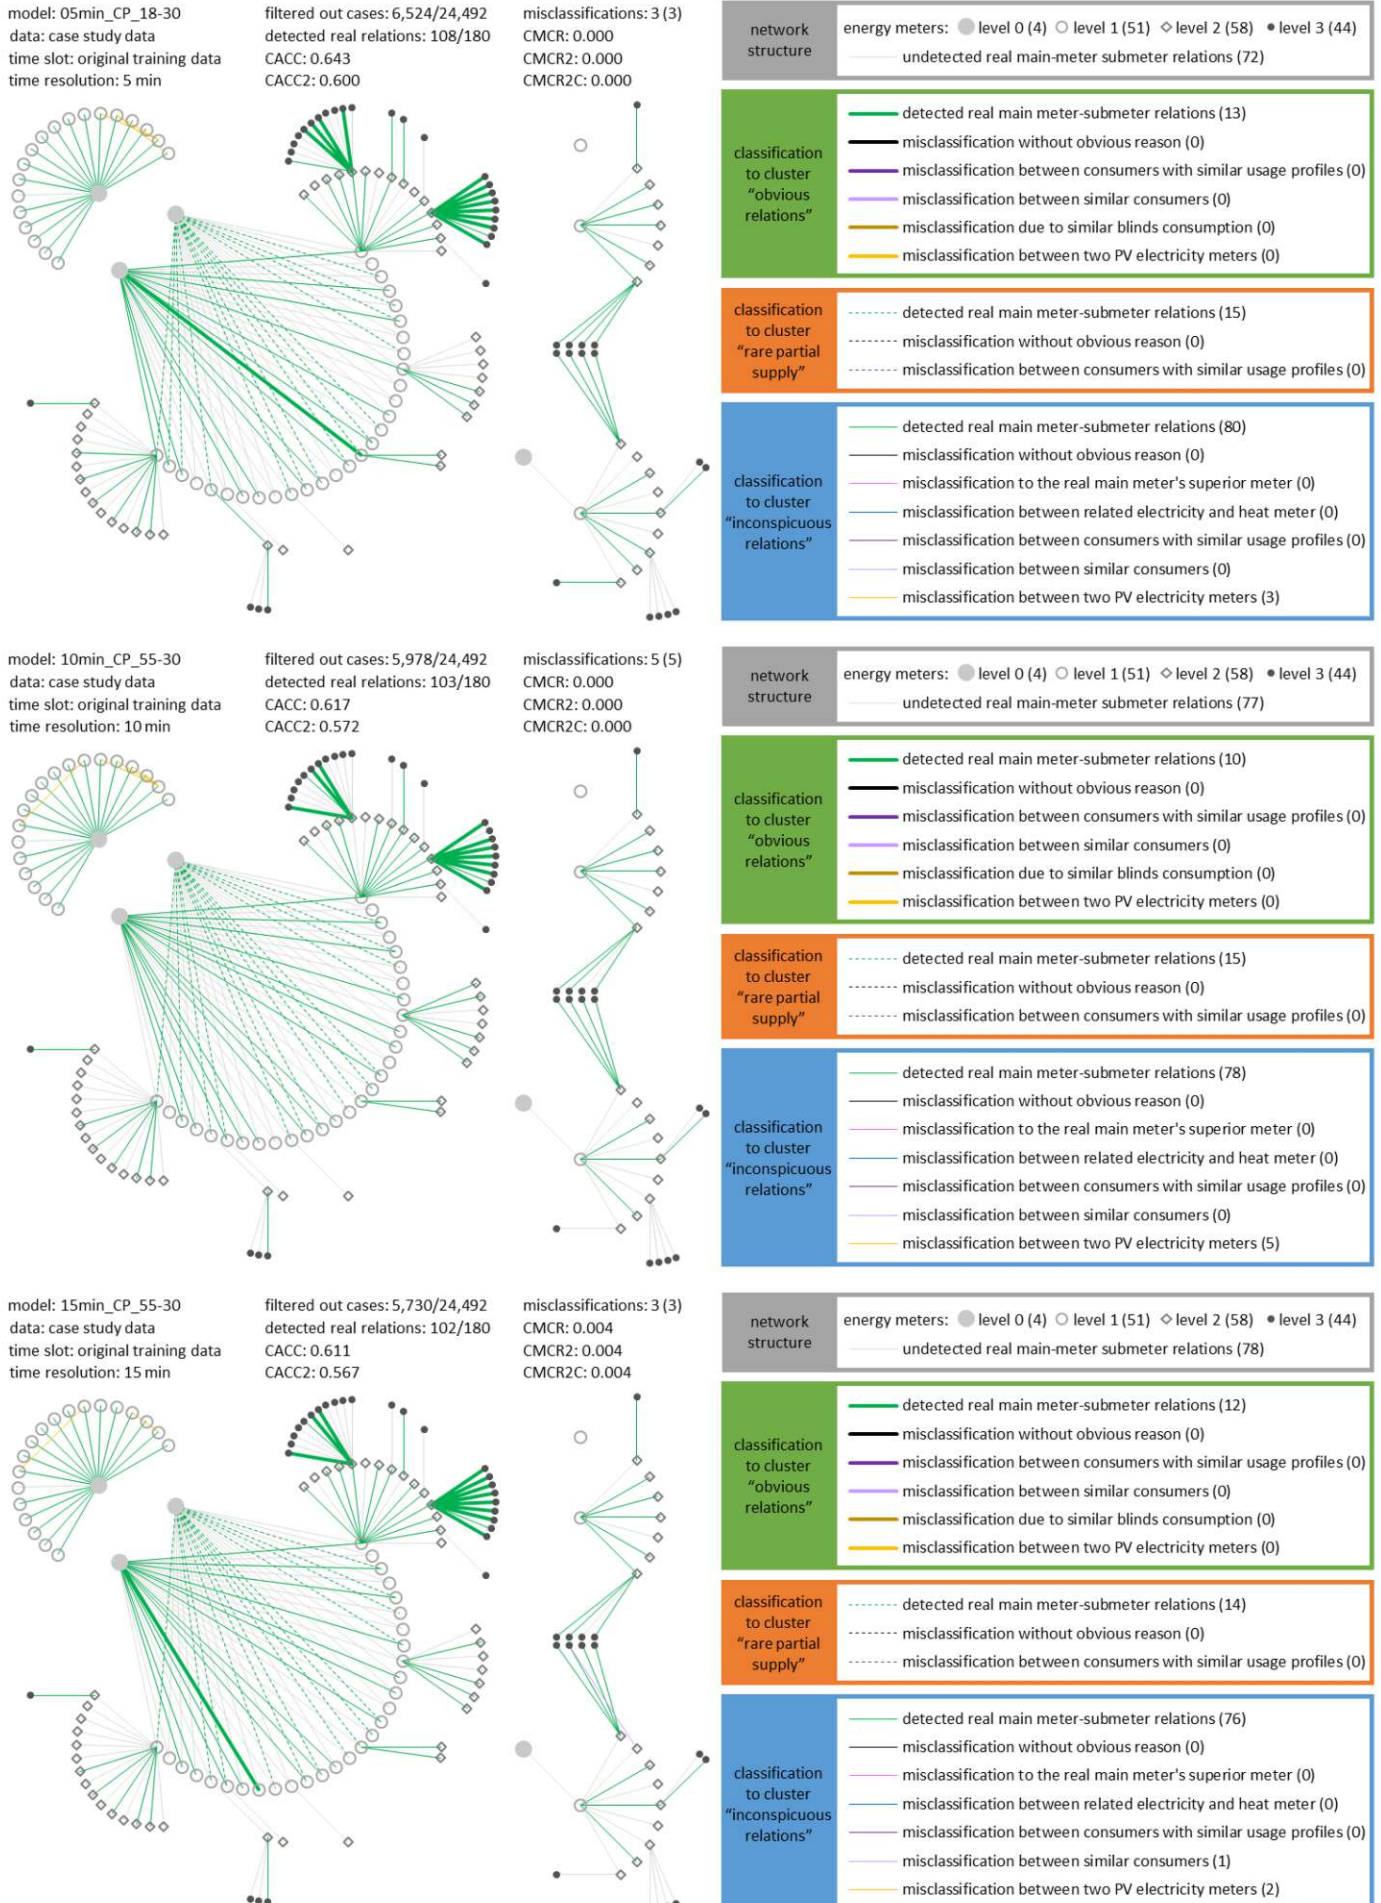 model: 05min_CP_18-30
data: case study data
time slot: original training data
time resolution: 5 min
filtered out cases: 6,524/24,492
detected real relations: 108/180
CACC: 0.643
CACC2: 0.600
misclassifications: 3 (3)
CMCR: 0.000
CMCR2: 0.000
CMCR2C: 0.000
network
structure
energy meters: level 0 (4) level 1 (51) level 2 (58) level 3 (44)
undetected real main-meter submeter relations (72)
classification
to cluster
"obvious
relations"
detected real main meter-submeter relations (13)
misclassification without obvious reason (0)
misclassification between consumers with similar usage profiles (0)
misclassification between similar consumers (0)
misclassification due to similar blinds consumption (0)
misclassification between two PV electricity meters (0)
classification
to cluster
"rare partial
supply"
detected real main meter-submeter relations (15)
misclassification without obvious reason (0)
misclassification between consumers with similar usage profiles (0)
classification
to cluster
"inconspicuous
relations"
detected real main meter-submeter relations (80)
misclassification without obvious reason (0)
misclassification to the real main meter's superior meter (0)
misclassification between related electricity and heat meter (0)
misclassification between consumers with similar usage profiles (0)
misclassification between similar consumers (0)
misclassification between two PV electricity meters (3)
model: 10min_CP_55-30
data: case study data
time slot: original training data
time resolution: 10 min
filtered out cases: 5,978/24,492
detected real relations: 103/180
CACC: 0.617
CACC2: 0.572
misclassifications: 5 (5)
CMCR: 0.000
CMCR2: 0.000
CMCR2C: 0.000
network
structure
energy meters: level 0 (4) level 1 (51) level 2 (58) level 3 (44)
undetected real main-meter submeter relations (77)
classification
to cluster
"obvious
relations"
detected real main meter-submeter relations (10)
misclassification without obvious reason (0)
misclassification between consumers with similar usage profiles (0)
misclassification between similar consumers (0)
misclassification due to similar blinds consumption (0)
misclassification between two PV electricity meters (0)
classification
to cluster
"rare partial
supply"
detected real main meter-submeter relations (15)
misclassification without obvious reason (0)
misclassification between consumers with similar usage profiles (0)
classification
to cluster
"inconspicuous
relations"
detected real main meter-submeter relations (78)
misclassification without obvious reason (0)
misclassification to the real main meter's superior meter (0)
misclassification between related electricity and heat meter (0)
misclassification between consumers with similar usage profiles (0)
misclassification between similar consumers (0)
misclassification between two PV electricity meters (5)
model: 15min_CP_55-30
data: case study data
time slot: original training data
time resolution: 15 min
filtered out cases: 5,730/24,492
detected real relations: 102/180
CACC: 0.611
CACC2: 0.567
misclassifications: 3 (3)
CMCR: 0.004
CMCR2: 0.004
CMCR2C: 0.004
network
structure
energy meters: level 0 (4) level 1 (51) level 2 (58) level 3 (44)
undetected real main-meter submeter relations (78)
classification
to cluster
"obvious
relations"
detected real main meter-submeter relations (12)
misclassification without obvious reason (0)
misclassification between consumers with similar usage profiles (0)
misclassification between similar consumers (0)
misclassification due to similar blinds consumption (0)
misclassification between two PV electricity meters (0)
classification
to cluster
"rare partial
supply"
detected real main meter-submeter relations (14)
misclassification without obvious reason (0)
misclassification between consumers with similar usage profiles (0)
classification
to cluster
"inconspicuous
relations"
detected real main meter-submeter relations (76)
misclassification without obvious reason (0)
misclassification to the real main meter's superior meter (0)
misclassification between related electricity and heat meter (0)
misclassification between consumers with similar usage profiles (0)
misclassification between similar consumers (1)
misclassification between two PV electricity meters (2)